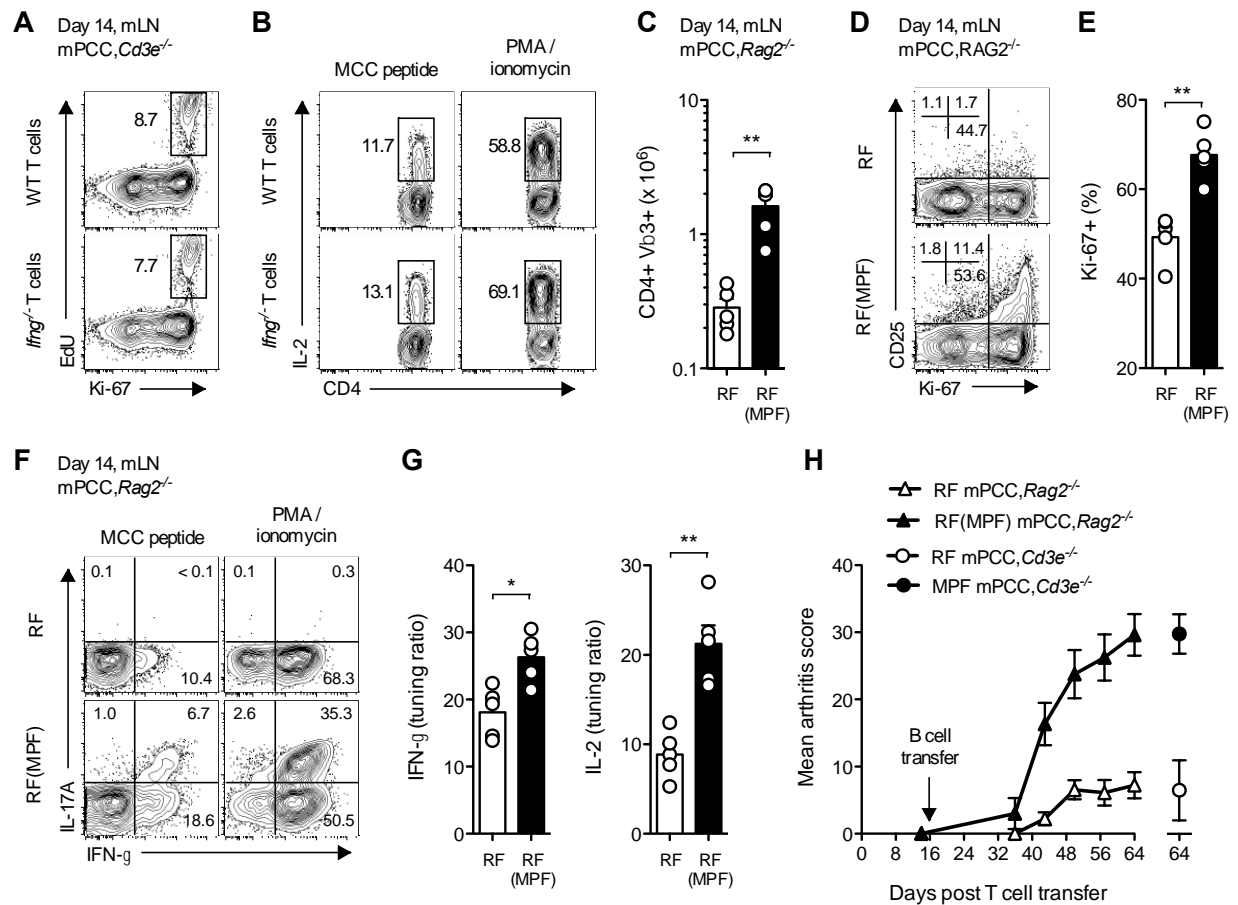 A
Day 14, mLN
mPCC,Cd3e-/-
WT T cells
8.7
Ifng-/- T cells
7.7
EdU
Ki-67
B
MCC peptide
PMA /
ionomycin
WT T cells
11.7
58.8
Ifng-/- T cells
13.1
69.1
IL-2
CD4
C
Day 14, mLN
mPCC,Rag2-/-
CD4+ Vb3+ (x 10^6)
10
1
0.1
**
RF
RF
(MPF)
D
Day 14, mLN
mPCC,RAG2-/-
RF
1.1
1.7
44.7
RF(MPF)
1.8
11.4
53.6
CD25
Ki-67
E
Ki-67+ (%)
80
60
40
20
**
RF
RF
(MPF)
F
Day 14, mLN
mPCC,Rag2-/-
MCC peptide
PMA /
ionomycin
RF
0.1
< 0.1
10.4
0.1
0.3
68.3
RF(MPF)
1.0
6.7
18.6
2.6
35.3
50.5
IL-17A
IFN-g
G
IFN-g (tuning ratio)
40
30
20
10
0
*
RF
RF
(MPF)
IL-2 (tuning ratio)
30
20
10
0
**
RF
RF
(MPF)
H
RF mPCC,Rag2-/-
RF(MPF) mPCC,Rag2-/-
RF mPCC,Cd3e-/-
MPF mPCC,Cd3e-/-
Mean arthritis score
40
30
20
10
0
B cell
transfer
0 8 16 24 32 40 48 56 64 64
Days post T cell transfer